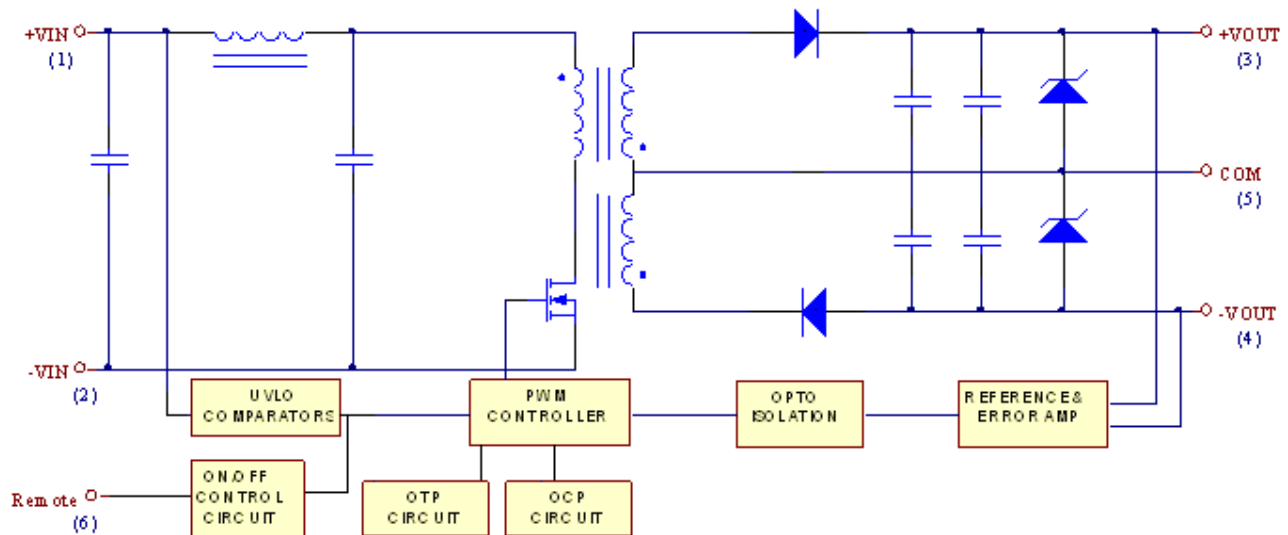 +VIN
(1)
+VOUT
(3)
COM
(5)
-VOUT
(4)
-VIN
(2)
UVLO
COMPARATORS
PWM
CONTROLLER
OPTO
ISOLATION
REFERENCE&
ERROR AMP
Remote
(6)
ON/OFF
CONTROL
CIRCUIT
OTP
CIRCUIT
OCP
CIRCUIT